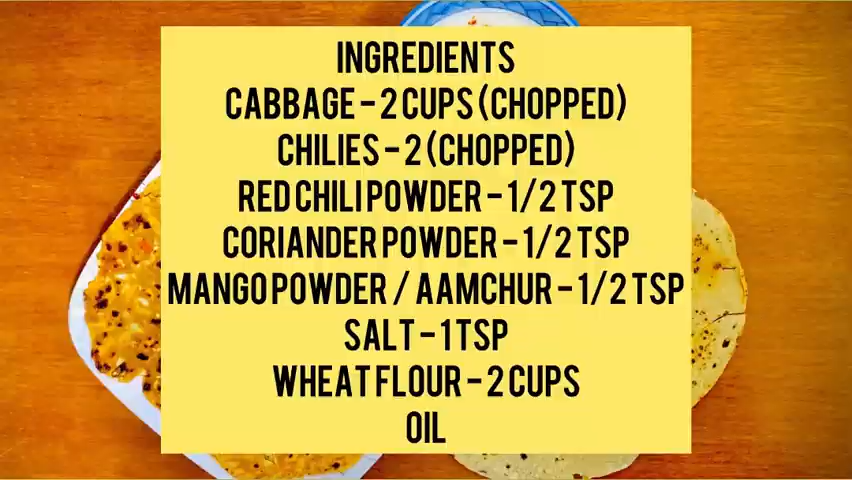 INGREDIENTS
CABBAGE - 2 CUPS (CHOPPED)
CHILIES - 2 (CHOPPED)
RED CHILI POWDER - 1/2 TSP
CORIANDER POWDER - 1/2 TSP
MANGO POWDER / AAMCHUR - 1/2 TSP
SALT - 1 TSP
WHEAT FLOUR - 2 CUPS
OIL